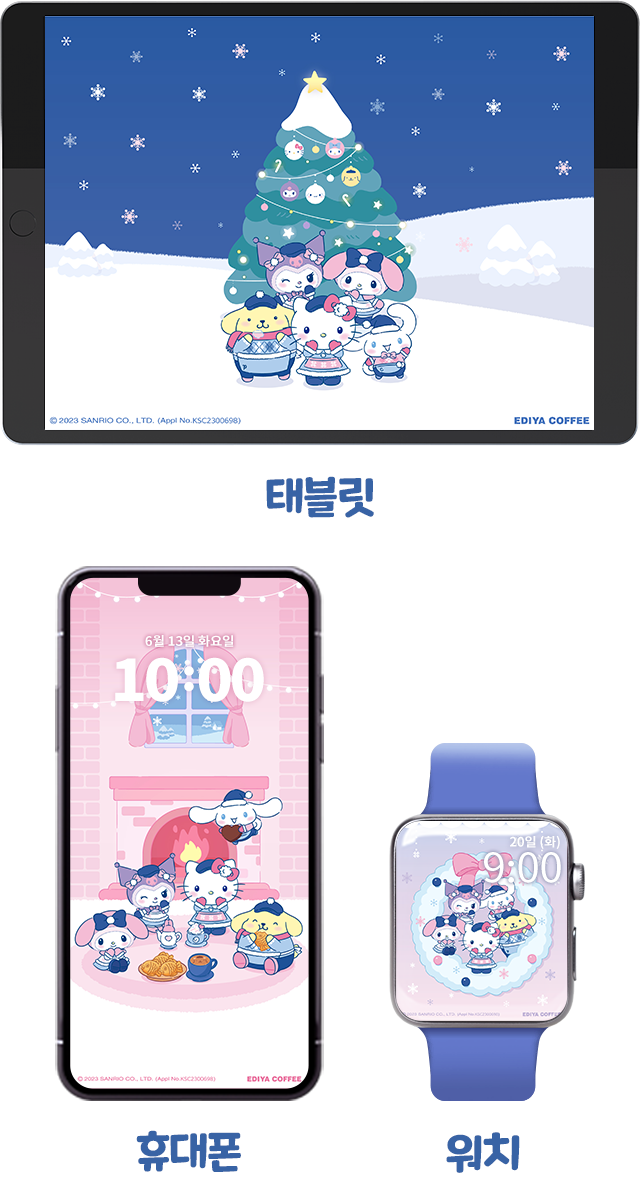 © 2023 SANRIO CO., LTD. (Appl No.KSC2300698)
EDIYA COFFEE
태블릿
6월 13일 화요일
10:00
© 2023 SANRIO CO., LTD. (Appl No.KSC2300698)
EDIYA COFFEE
휴대폰
20일 (화)
9:00
EDIYA COFFEE
워치